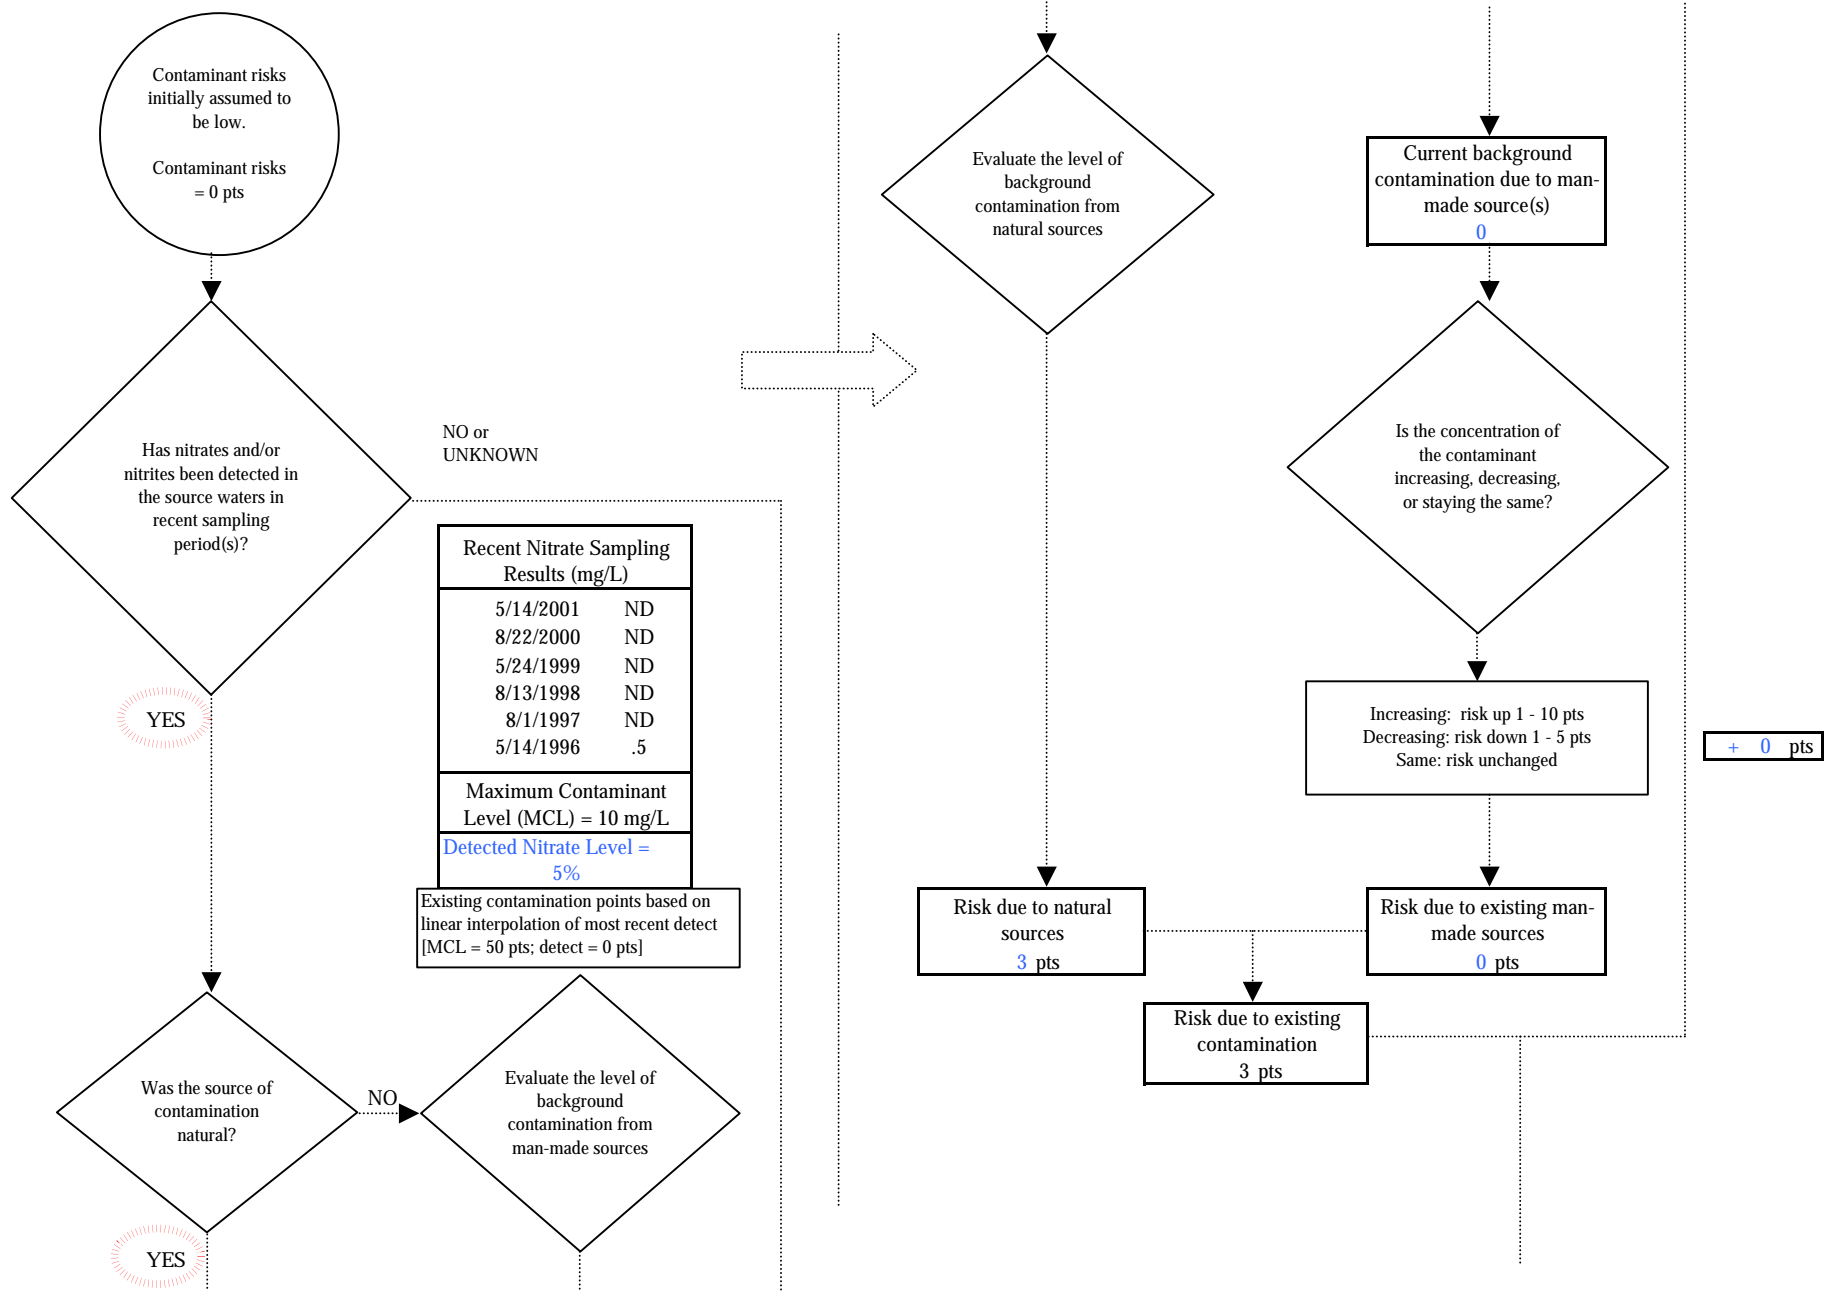 Contaminant risks
initially assumed to
be low.
Contaminant risks
= 0 pts
Has nitrates and/or
nitrites been detected in
the source waters in
recent sampling
period(s)?
NO or
UNKNOWN
YES
Recent Nitrate Sampling
Results (mg/L)
5/14/2001 ND
8/22/2000 ND
5/24/1999 ND
8/13/1998 ND
8/1/1997 ND
5/14/1996 .5
Maximum Contaminant
Level (MCL) = 10 mg/L
Detected Nitrate Level =
5%
Existing contamination points based on
linear interpolation of most recent detect
[MCL = 50 pts; detect = 0 pts]
Was the source of
contamination
natural?
NO
YES
Evaluate the level of
background
contamination from
man-made sources
Evaluate the level of
background
contamination from
natural sources
Current background
contamination due to man-
made source(s)
0
Is the concentration of
the contaminant
increasing, decreasing,
or staying the same?
Increasing: risk up 1 - 10 pts
Decreasing: risk down 1 - 5 pts
Same: risk unchanged
+ 0 pts
Risk due to natural
sources
3 pts
Risk due to existing man-
made sources
0 pts
Risk due to existing
contamination
3 pts